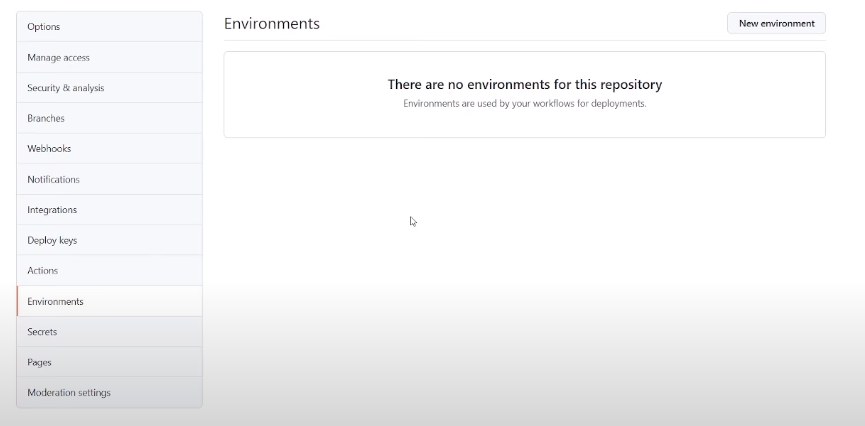 Options
Manage access
Security & analysis
Branches
Webhooks
Notifications
Integrations
Deploy keys
Actions
Environments
Secrets
Pages
Moderation settings
Environments
New environment
There are no environments for this repository
Environments are used by your workflows for deployments.